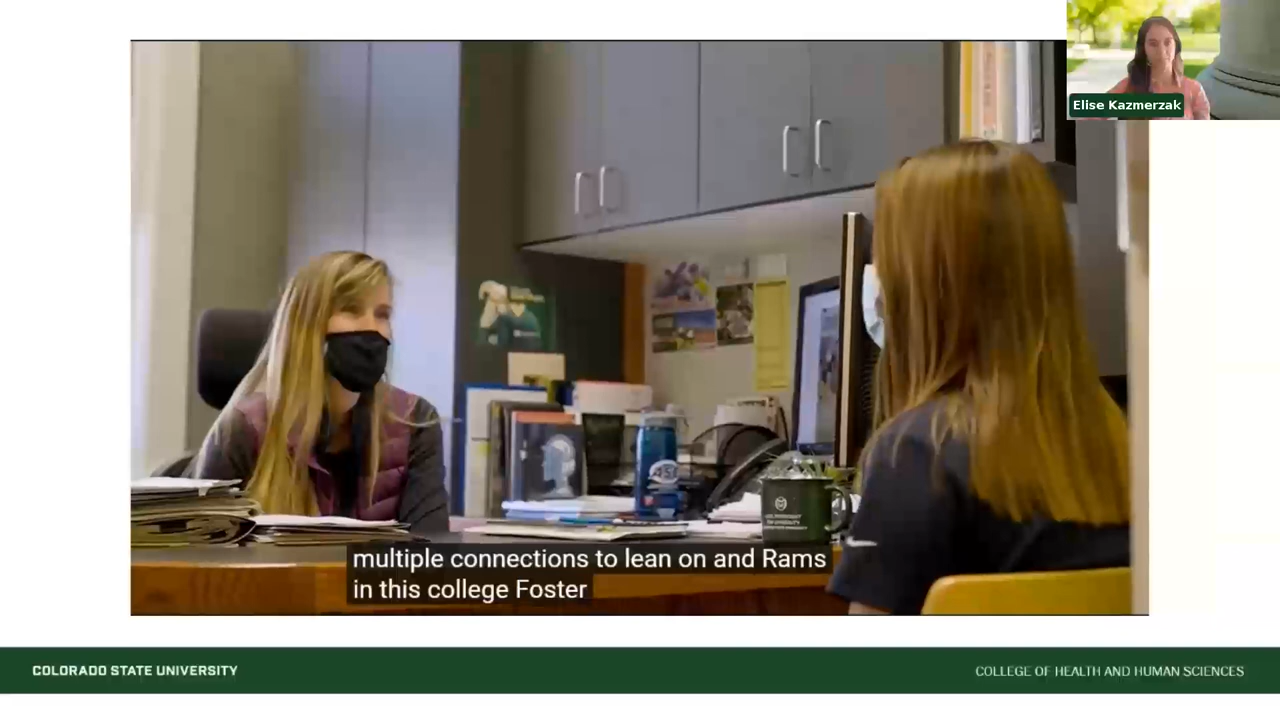 Elise Kazmerzak
multiple connections to lean on and Rams
in this college Foster
COLORADO STATE UNIVERSITY
COLLEGE OF HEALTH AND HUMAN SCIENCES